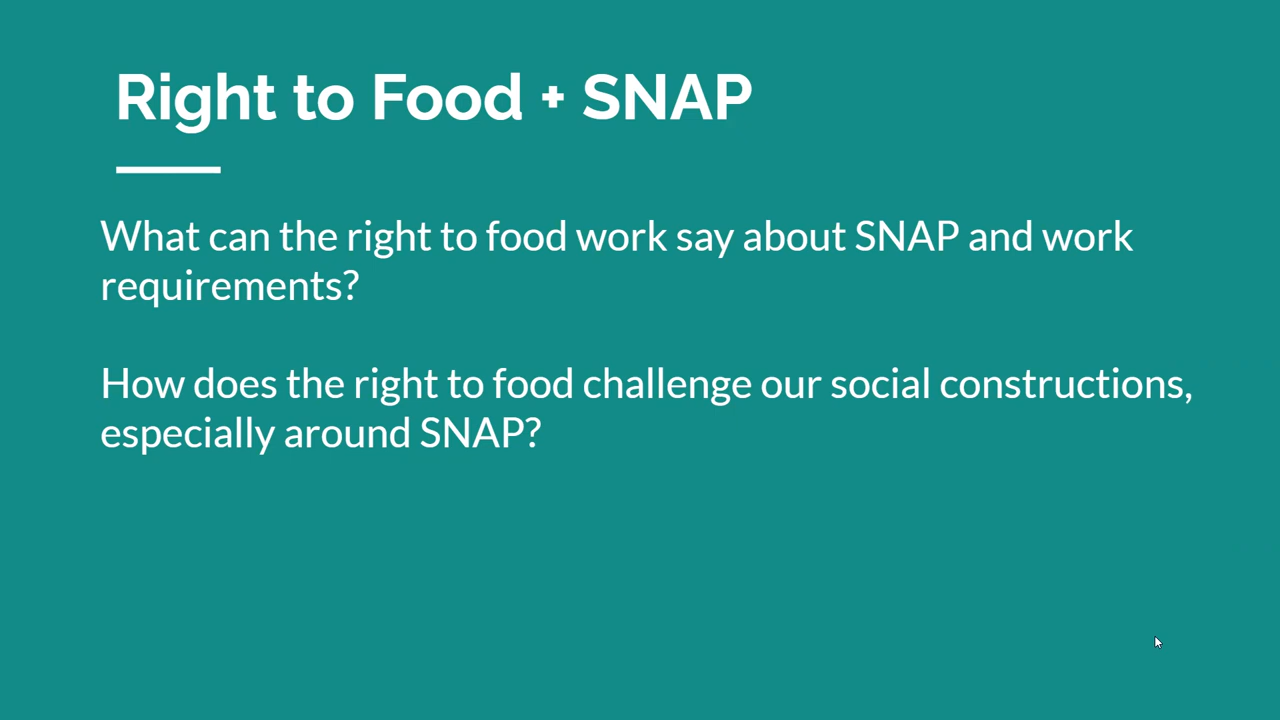 Right to Food + SNAP
What can the right to food work say about SNAP and work
requirements?
How does the right to food challenge our social constructions,
especially around SNAP?